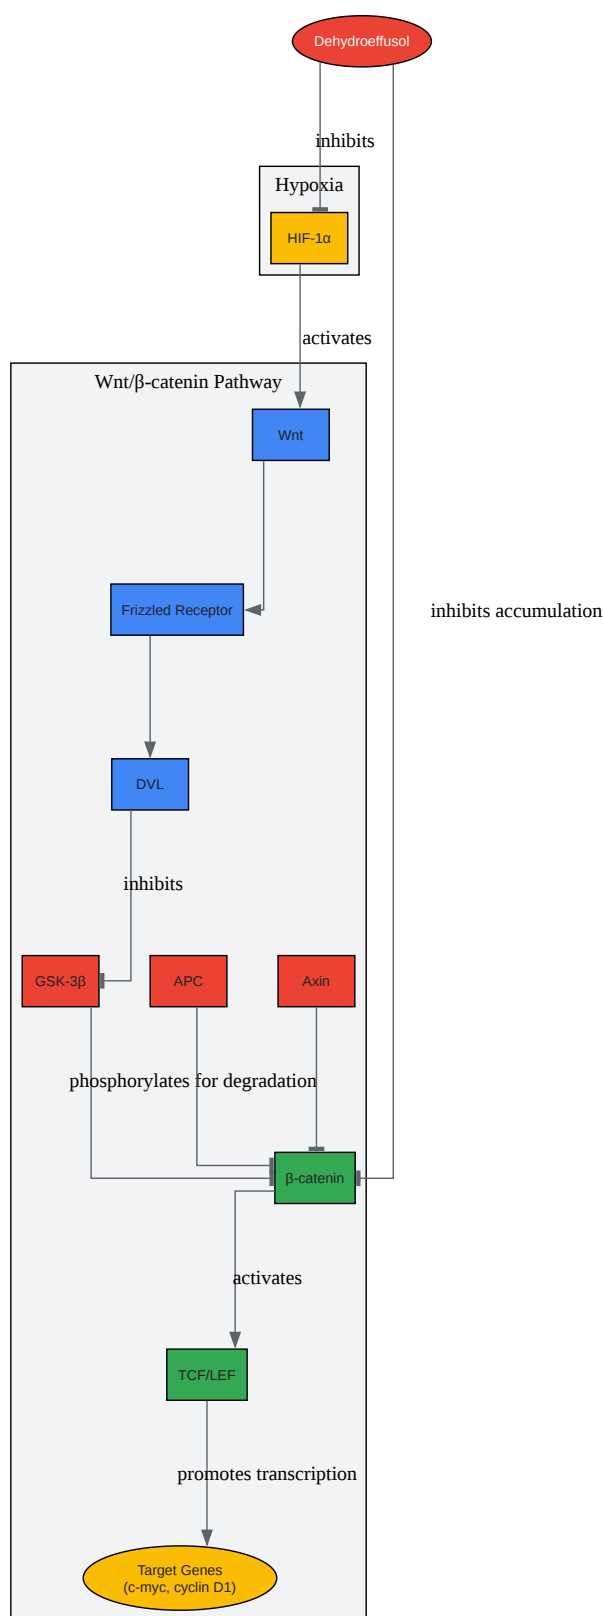 Dehydroeffusol
inhibits
Hypoxia
HIF-1α
activates
Wnt/β-catenin Pathway
Wnt
Frizzled Receptor
inhibits accumulation
DVL
inhibits
GSK-3β
APC
Axin
phosphorylates for degradation
β-catenin
activates
TCF/LEF
promotes transcription
Target Genes
(c-myc, cyclin D1)